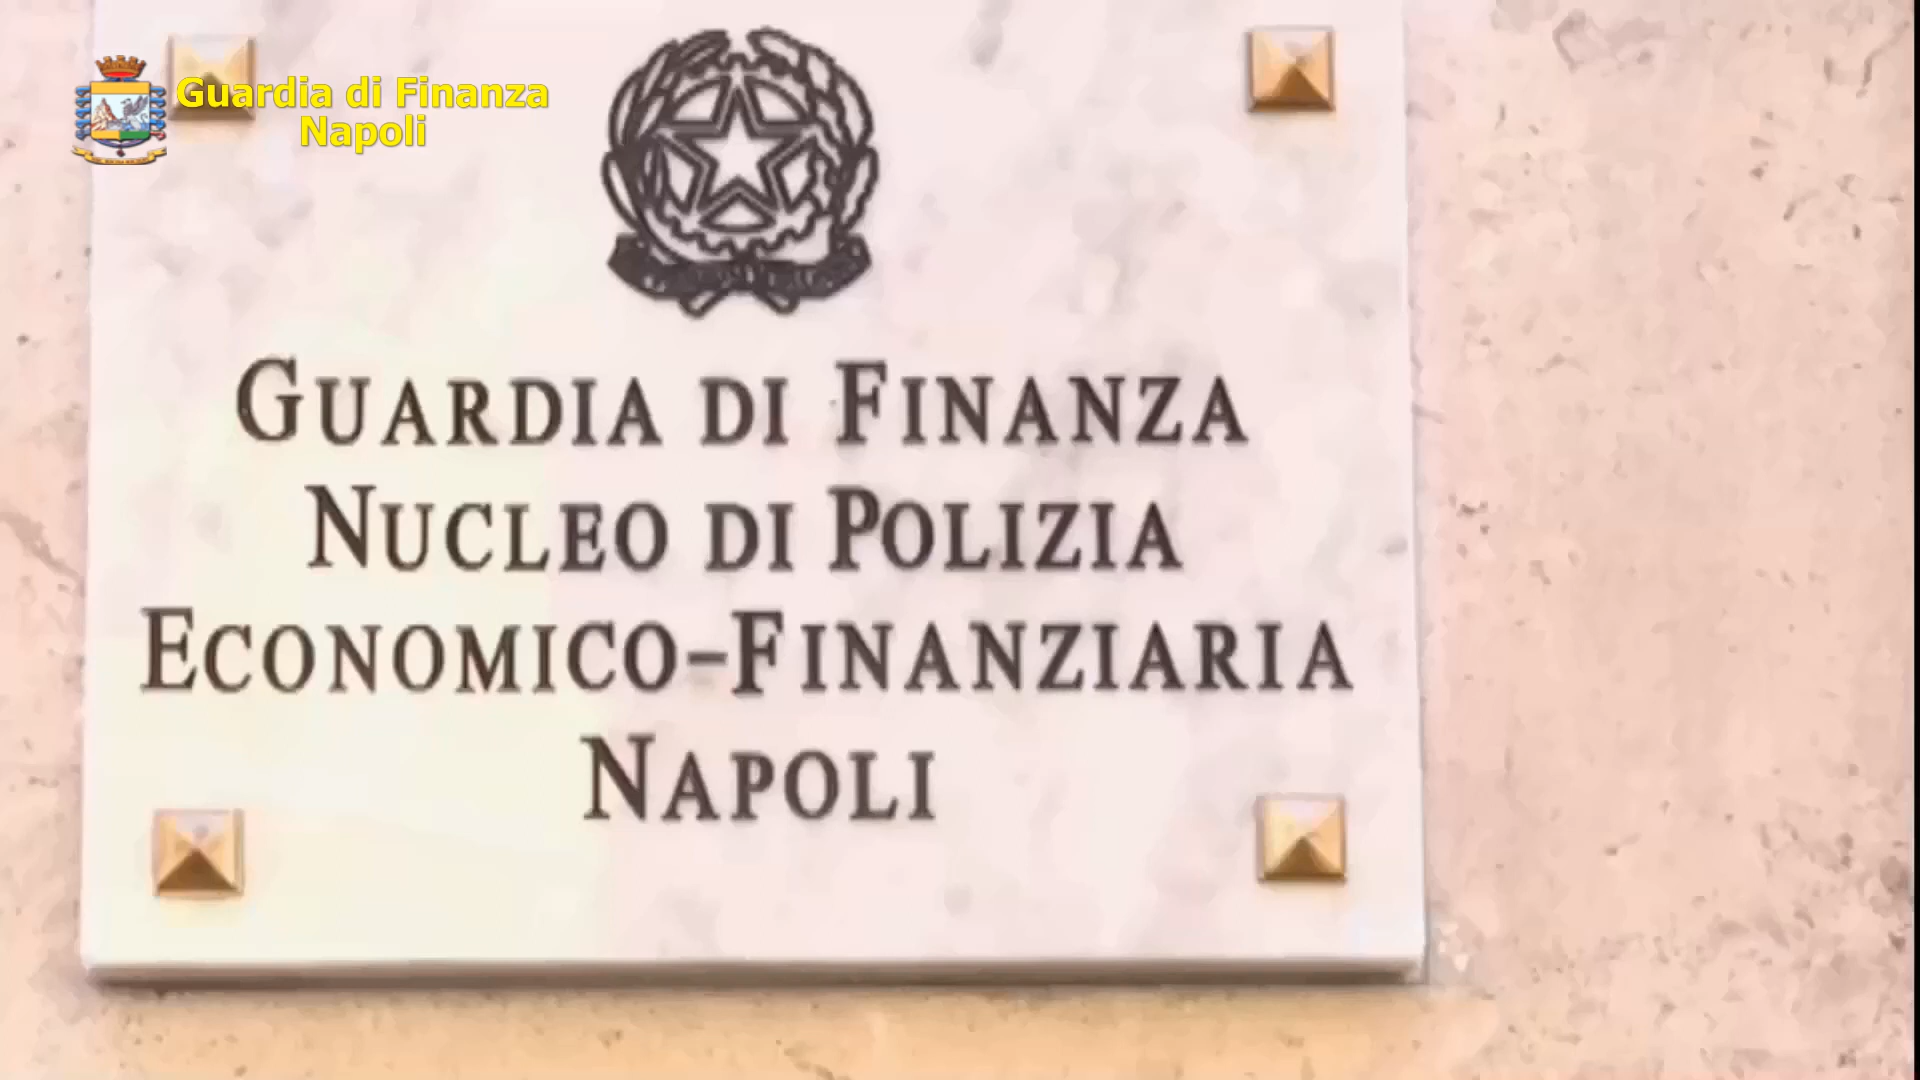 Guardia di Finanza
Napoli
GUARDIA DI FINANZA
NUCLEO DI POLIZIA
ECONOMICO-FINANZIARIA
NAPOLI